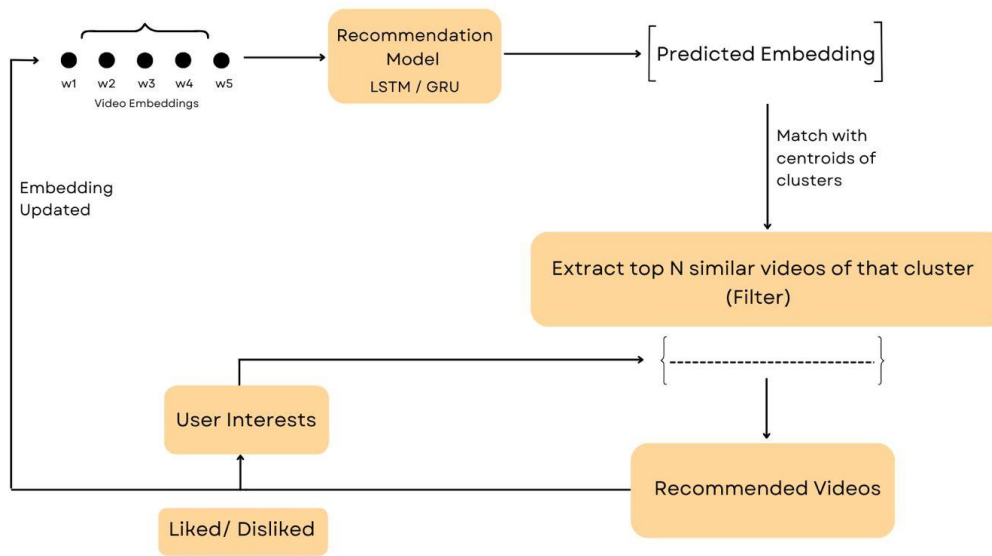 w1 w2 w3 w4 w5
Video Embeddings
Recommendation
Model
LSTM / GRU
Predicted Embedding
Match with
centroids of
clusters
Embedding
Updated
Extract top N similar videos of that cluster
(Filter)
User Interests
Recommended Videos
Liked/ Disliked